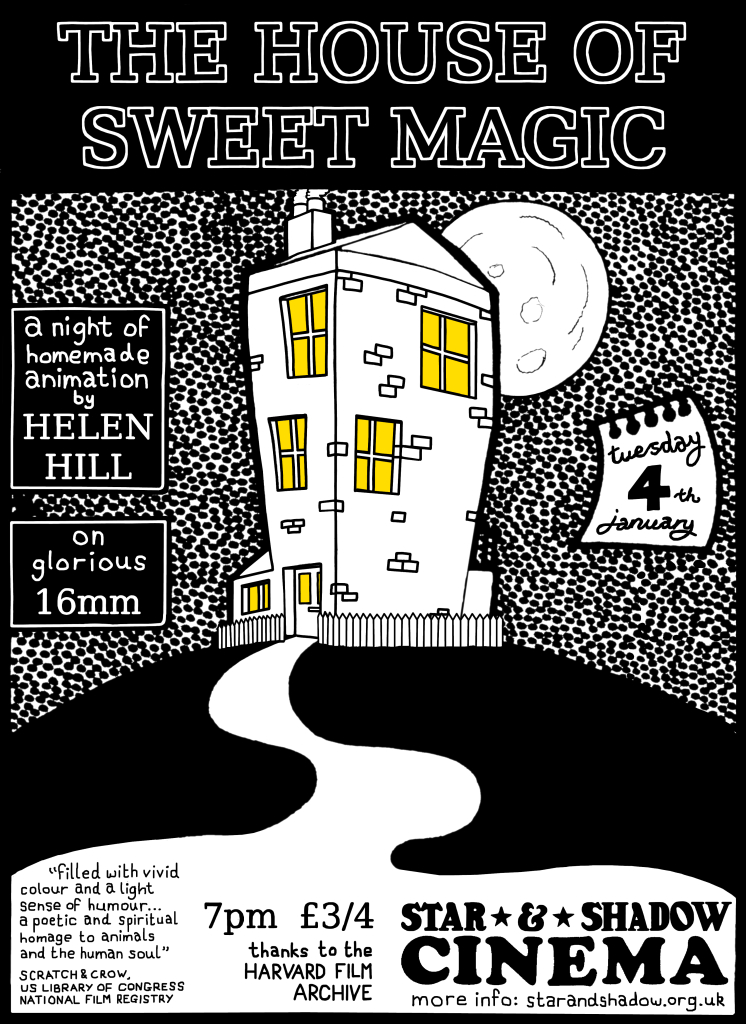 THE HOUSE OF
SWEET MAGIC
a night of
homemade
animation
by
HELEN
HILL
on
glorious
16mm
tuesday
4th
january
"filled with vivid
colour and a light
sense of humour...
a poetic and spiritual
homage to animals
and the human soul"
SCRATCH & CROW,
US LIBRARY OF CONGRESS
NATIONAL FILM REGISTRY
7pm £3/4
thanks to the
HARVARD FILM
ARCHIVE
STAR ★ & ★ SHADOW
CINEMA
more info: starandshadow.org.uk